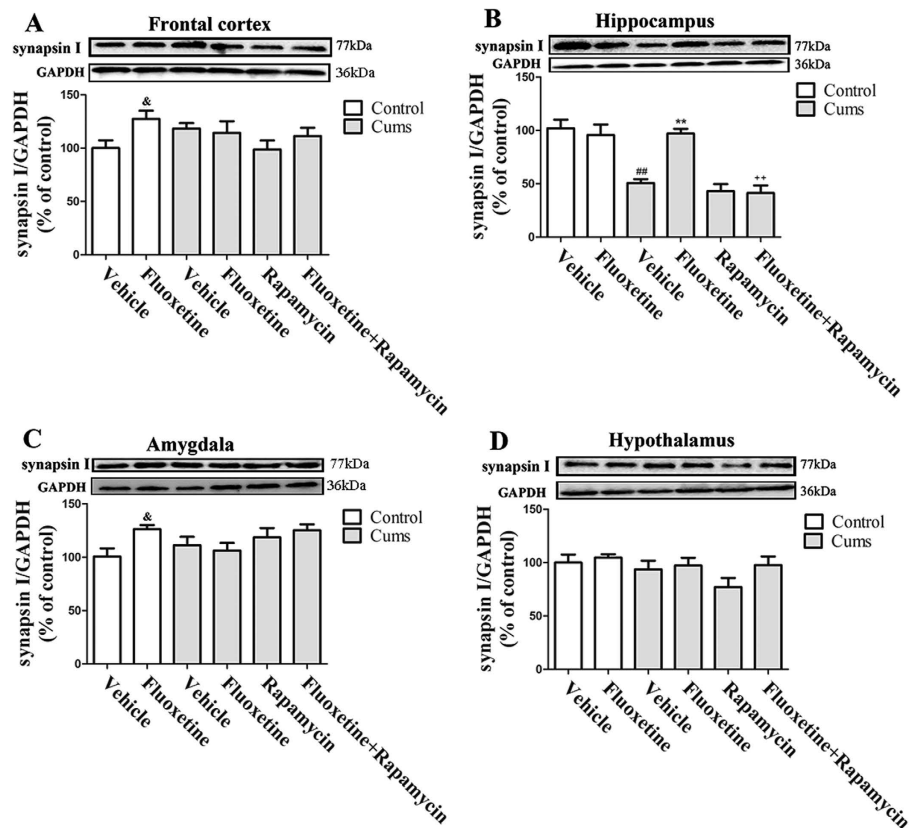 A
Frontal cortex
synapsin I
77kDa
GAPDH
36kDa
synapsin I/GAPDH
(% of control)
150
100
50
0
&
Control
Cums
Vehicle
Fluoxetine
Vehicle
Fluoxetine
Rapamycin
Fluoxetine+Rapamycin
B
Hippocampus
synapsin I
77kDa
GAPDH
36kDa
synapsin I/GAPDH
(% of control)
150
100
50
0
##
**
++
Control
Cums
Vehicle
Fluoxetine
Vehicle
Fluoxetine
Rapamycin
Fluoxetine+Rapamycin
C
Amygdala
synapsin I
77kDa
GAPDH
36kDa
synapsin I/GAPDH
(% of control)
150
100
50
0
&
Control
Cums
Vehicle
Fluoxetine
Vehicle
Fluoxetine
Rapamycin
Fluoxetine+Rapamycin
D
Hypothalamus
synapsin I
77kDa
GAPDH
36kDa
synapsin I/GAPDH
(% of control)
150
100
50
0
Control
Cums
Vehicle
Fluoxetine
Vehicle
Fluoxetine
Rapamycin
Fluoxetine+Rapamycin